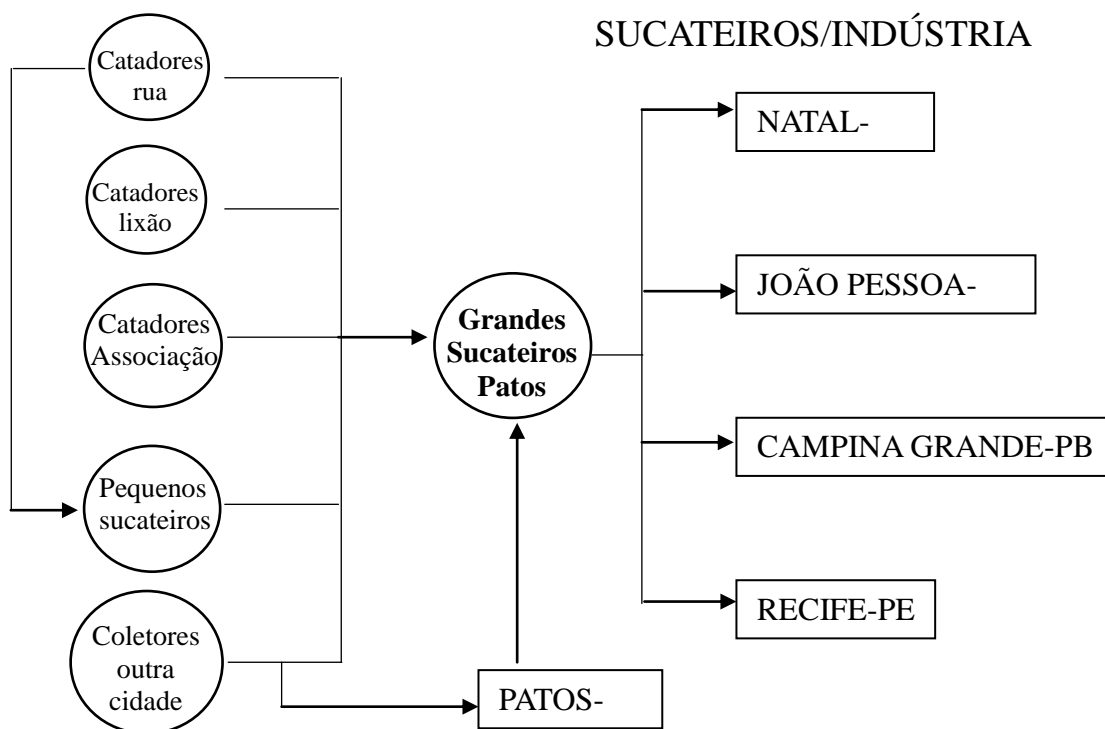 SUCATEIROS/INDÚSTRIA
Catadores
rua
Catadores
lixão
Catadores
Associação
Pequenos
sucateiros
Coletores
outra
cidade
Grandes
Sucateiros
Patos
PATOS-
NATAL-
JOÃO PESSOA-
CAMPINA GRANDE-PB
RECIFE-PE